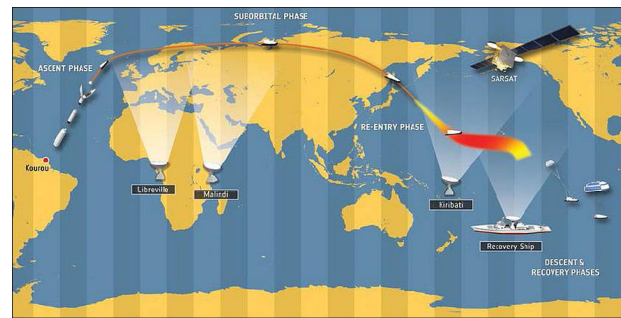 SUBORBITAL PHASE
ASCENT PHASE
SARSAT
RE-ENTRY PHASE
Kourou
Libreville
Malindi
Kiribati
Recovery Ship
DESCENT &
RECOVERY PHASES